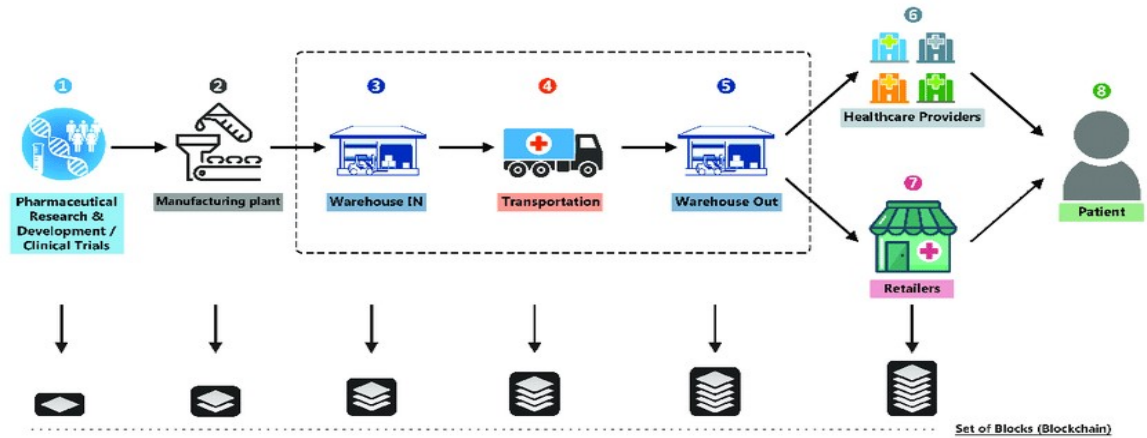 1
Pharmaceutical
Research &
Development /
Clinical Trials
2
Manufacturing plant
3
Warehouse IN
4
Transportation
5
Warehouse Out
6
Healthcare Providers
7
Retailers
8
Patient
Set of Blocks (Blockchain)